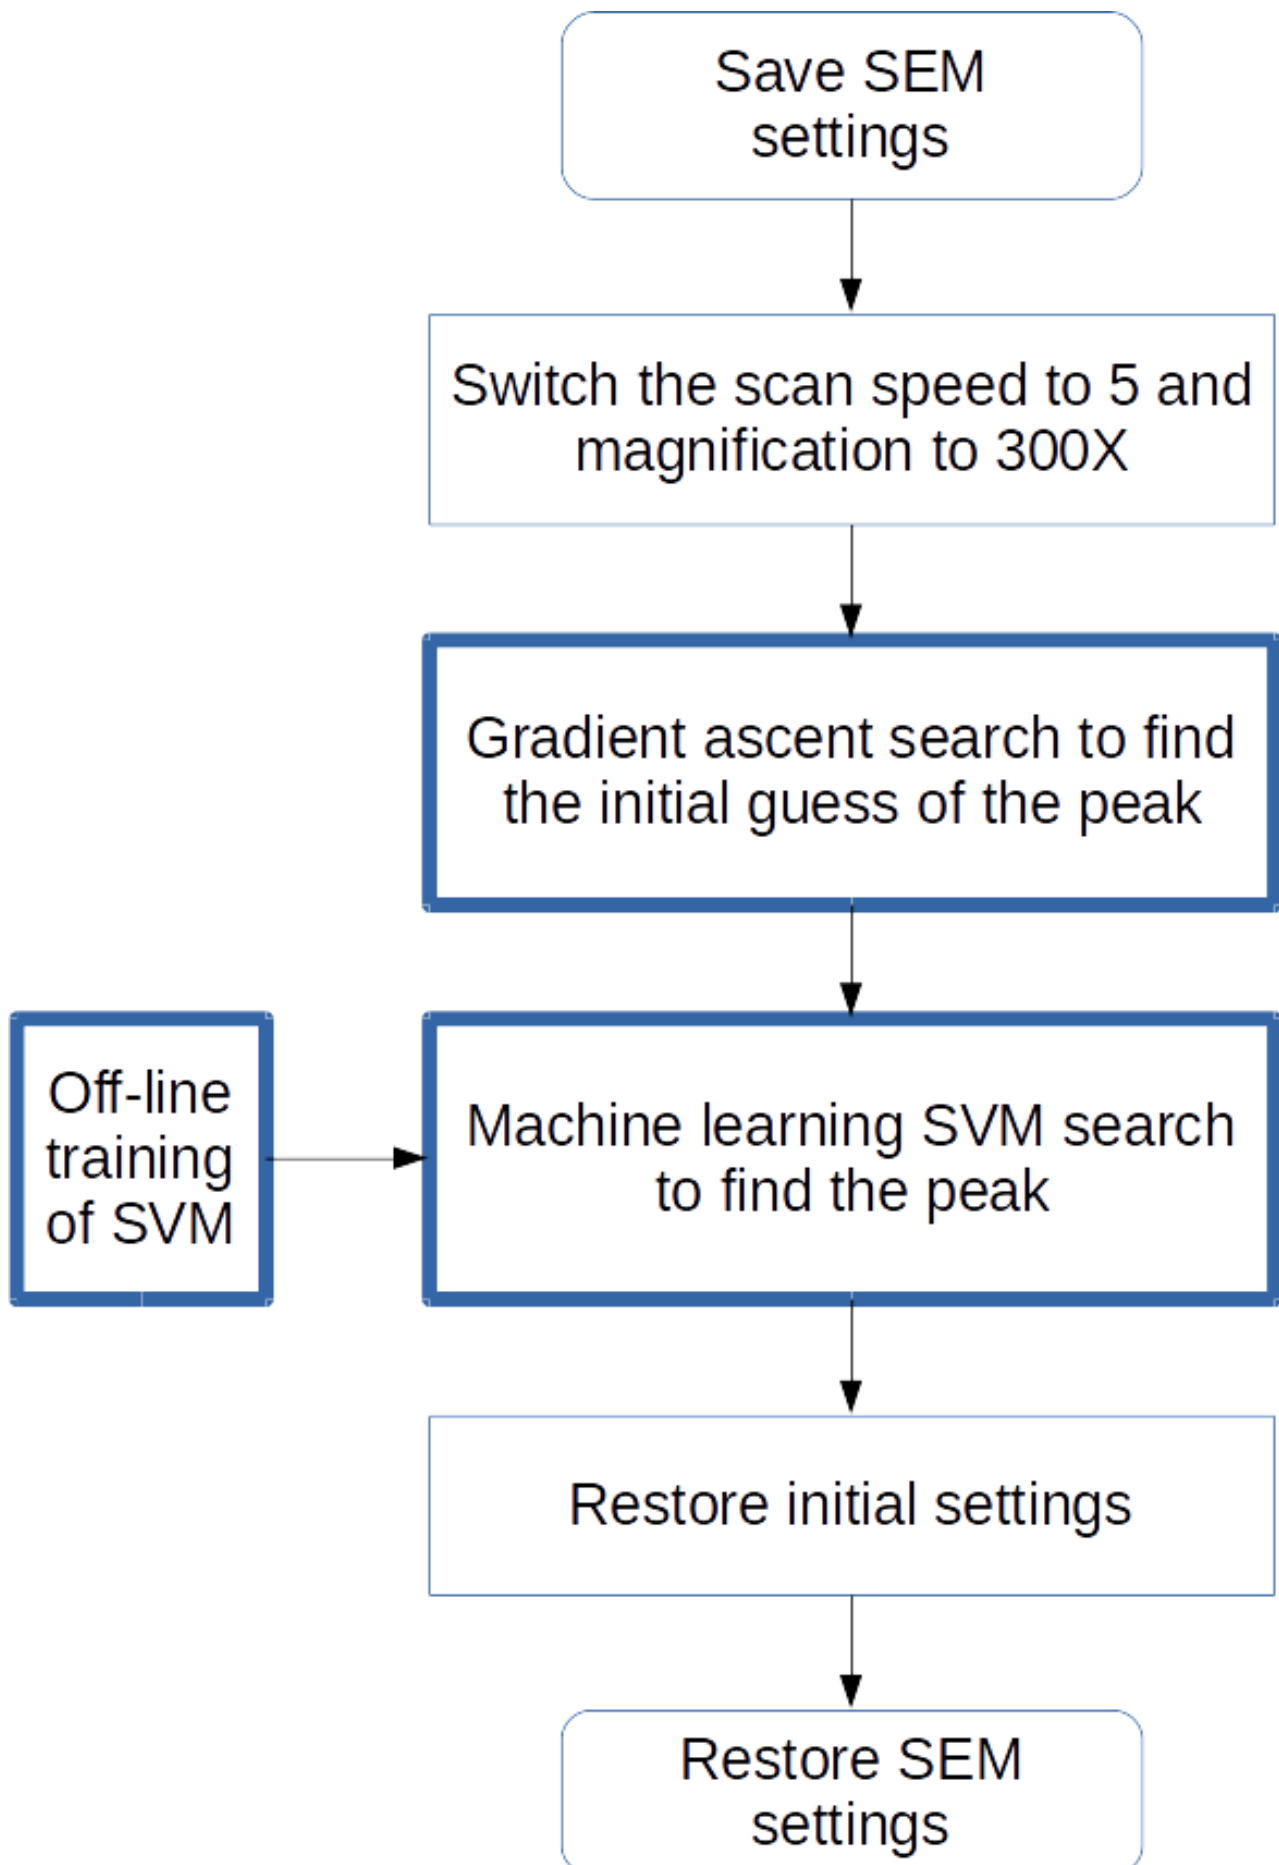 Save SEM
settings
Switch the scan speed to 5 and
magnification to 300X
Gradient ascent search to find
the initial guess of the peak
Off-line
training
of SVM
Machine learning SVM search
to find the peak
Restore initial settings
Restore SEM
settings